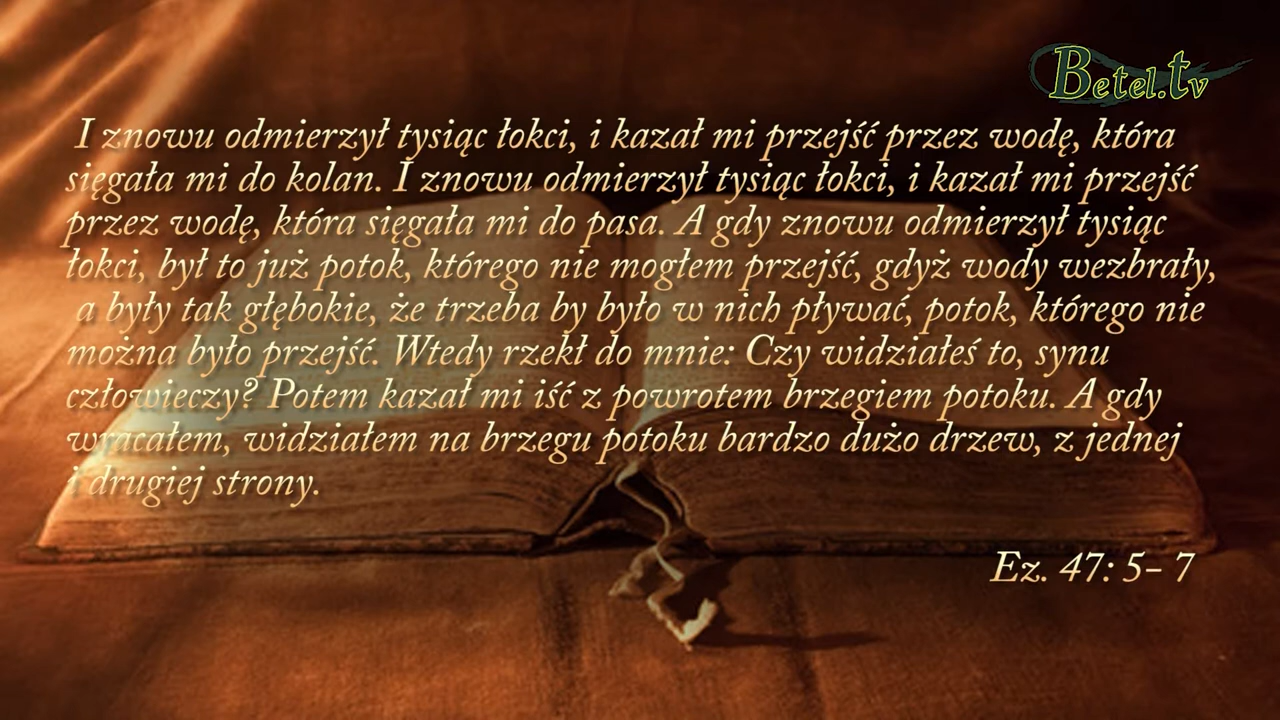 Betel.tv
I znowu odmierzył tysiąc łokci, i kazał mi przejść przez wodę, która
sięgała mi do kolan. I znowu odmierzył tysiąc łokci, i kazał mi przejść
przez wodę, która sięgała mi do pasa. A gdy znowu odmierzył tysiąc
łokci, był to już potok, którego nie mogłem przejść, gdyż wody wezbrały,
a były tak głębokie, że trzeba by było w nich pływać, potok, którego nie
można było przejść. Wtedy rzekł do mnie: Czy widziałeś to, synu
człowieczy? Potem kazał mi iść z powrotem brzegiem potoku. A gdy
wracałem, widziałem na brzegu potoku bardzo dużo drzew, z jednej
i drugiej strony.
Ez. 47: 5– 7